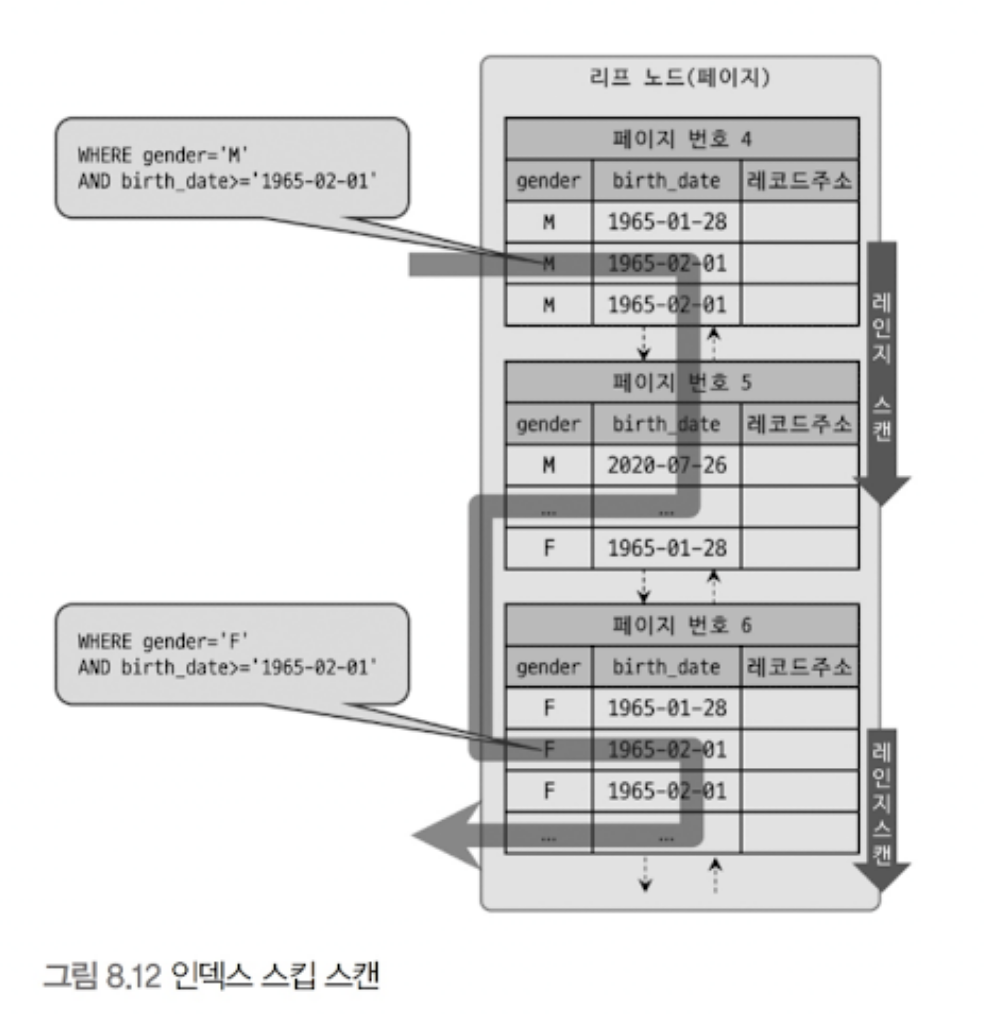 리프 노드(페이지)
WHERE gender='M'
AND birth_date>='1965-02-01'
페이지 번호 4
gender birth_date 레코드주소
M 1965-01-28
M 1965-02-01
M 1965-02-01
레인지 스캔
페이지 번호 5
gender birth_date 레코드주소
M 2020-07-26
... ...
F 1965-01-28
WHERE gender='F'
AND birth_date>='1965-02-01'
페이지 번호 6
gender birth_date 레코드주소
F 1965-01-28
F 1965-02-01
F 1965-02-01
... ...
레인지스캔
그림 8.12 인덱스 스킵 스캔